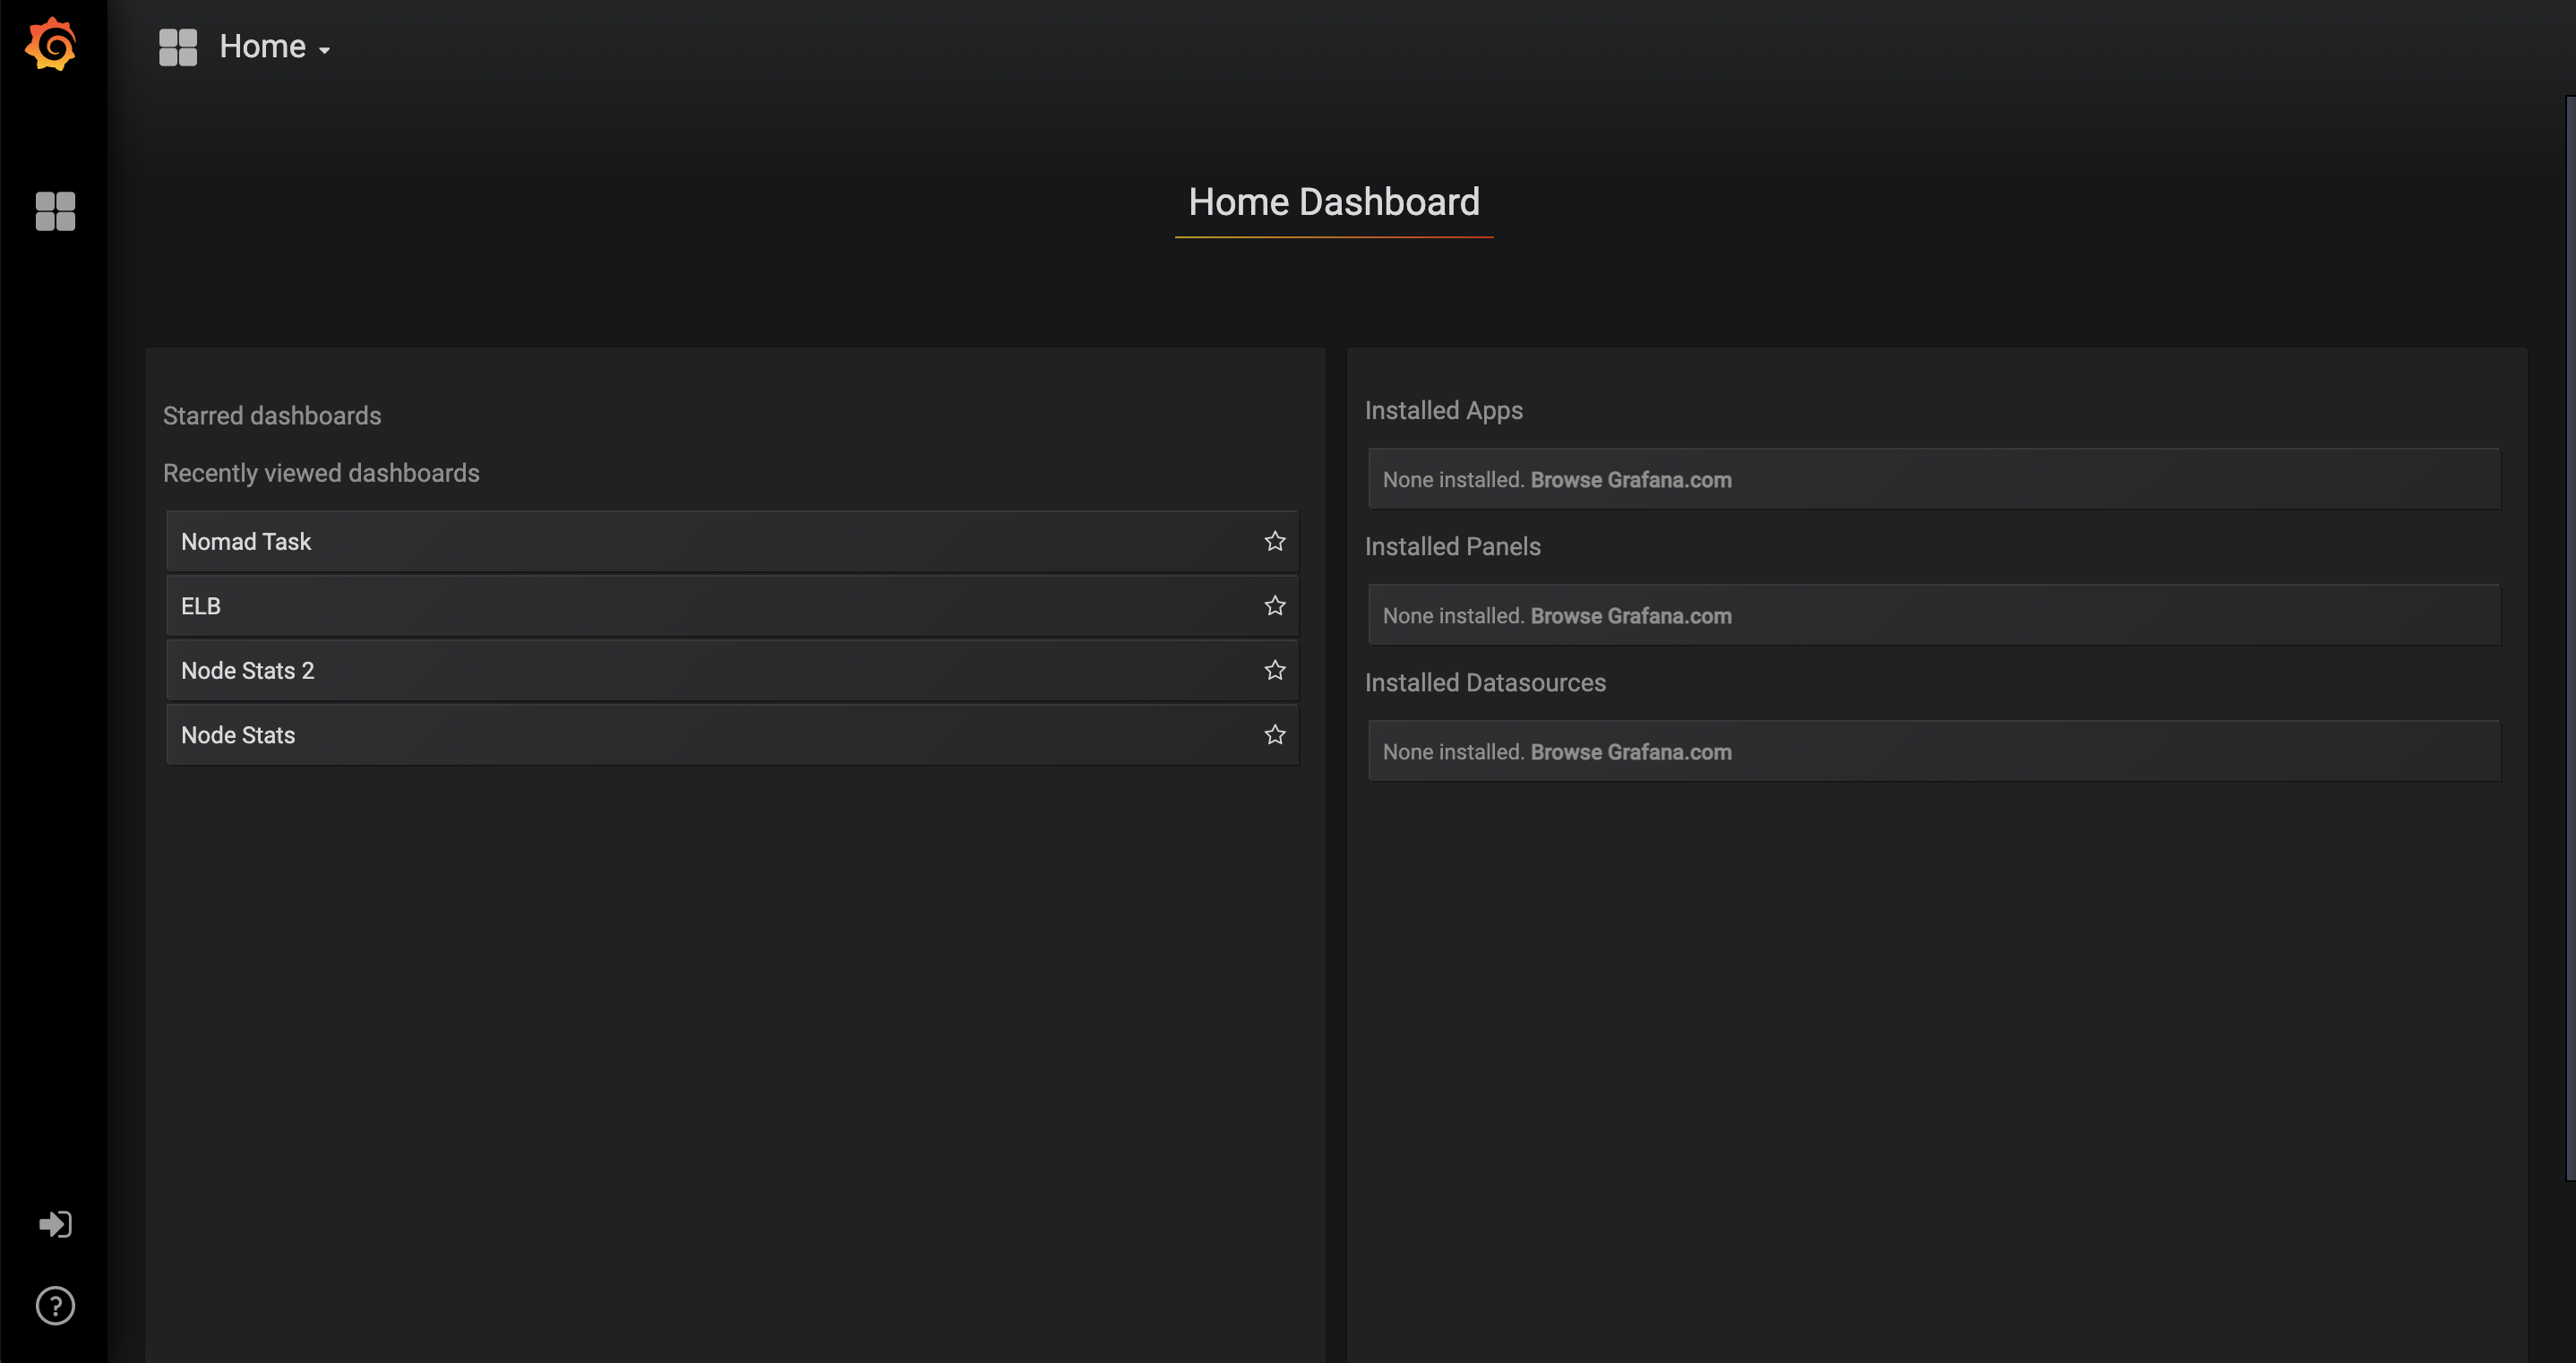 Home
Home Dashboard
Starred dashboards
Recently viewed dashboards
Nomad Task
ELB
Node Stats 2
Node Stats
Installed Apps
None installed. Browse Grafana.com
Installed Panels
None installed. Browse Grafana.com
Installed Datasources
None installed. Browse Grafana.com
?